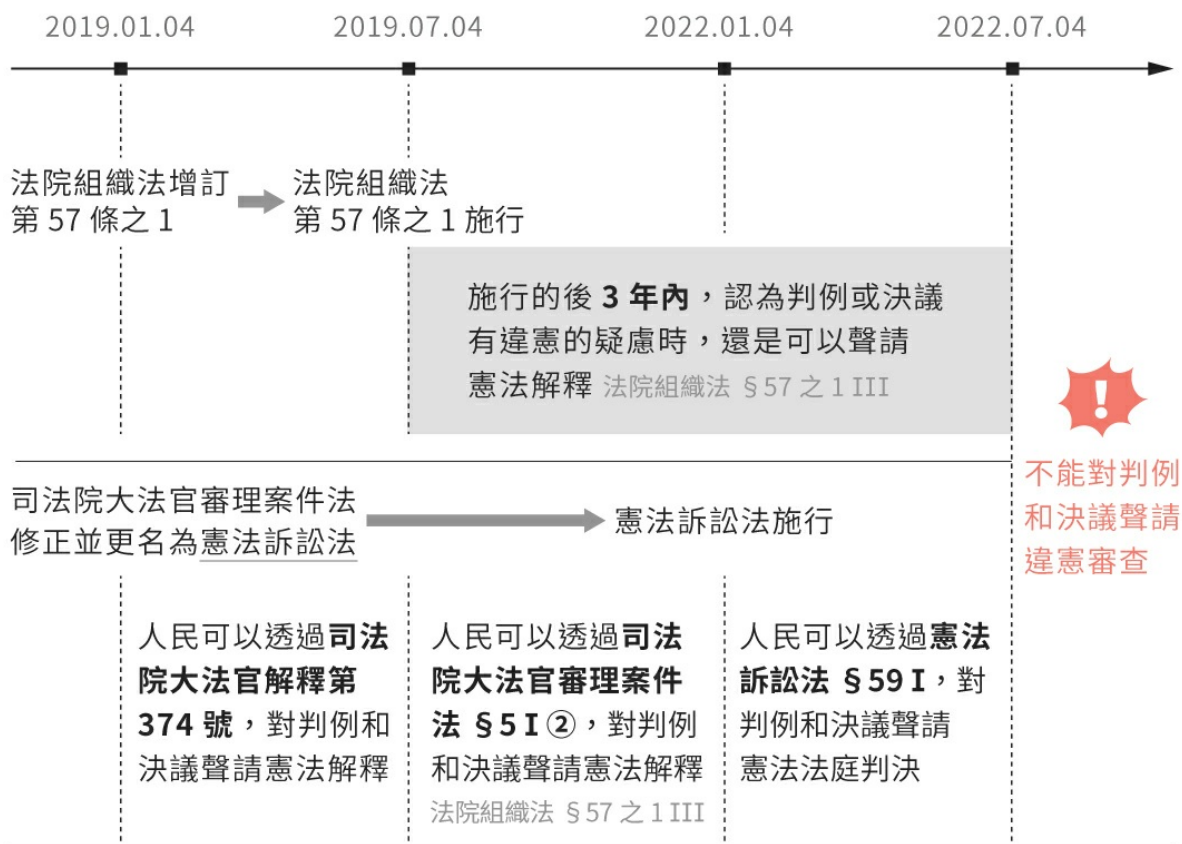 2019.01.04
2019.07.04
2022.01.04
2022.07.04
法院組織法增訂
第 57 條之 1
法院組織法
第 57 條之 1 施行
施行的後 3 年內，認為判例或決議
有違憲的疑慮時，還是可以聲請
憲法解釋 法院組織法 §57 之 1 III
!
不能對判例
和決議聲請
違憲審查
司法院大法官審理案件法
修正並更名為憲法訴訟法
憲法訴訟法施行
人民可以透過司法
院大法官解釋第
374 號，對判例和
決議聲請憲法解釋
人民可以透過司法
院大法官審理案件
法 §5 I ②，對判例
和決議聲請憲法解釋
法院組織法 §57 之 1 III
人民可以透過憲法
訴訟法 §59 I，對
判例和決議聲請
憲法法庭判決